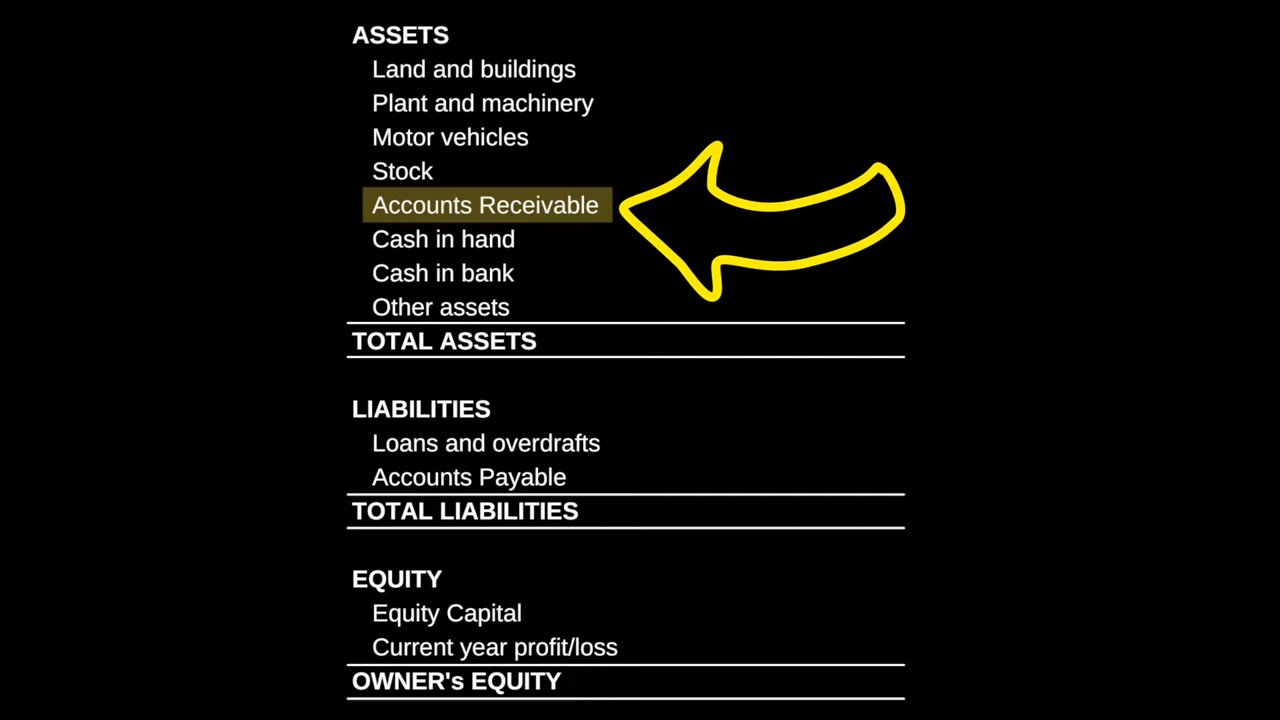 ASSETS
Land and buildings
Plant and machinery
Motor vehicles
Stock
Accounts Receivable
Cash in hand
Cash in bank
Other assets
TOTAL ASSETS
LIABILITIES
Loans and overdrafts
Accounts Payable
TOTAL LIABILITIES
EQUITY
Equity Capital
Current year profit/loss
OWNER's EQUITY